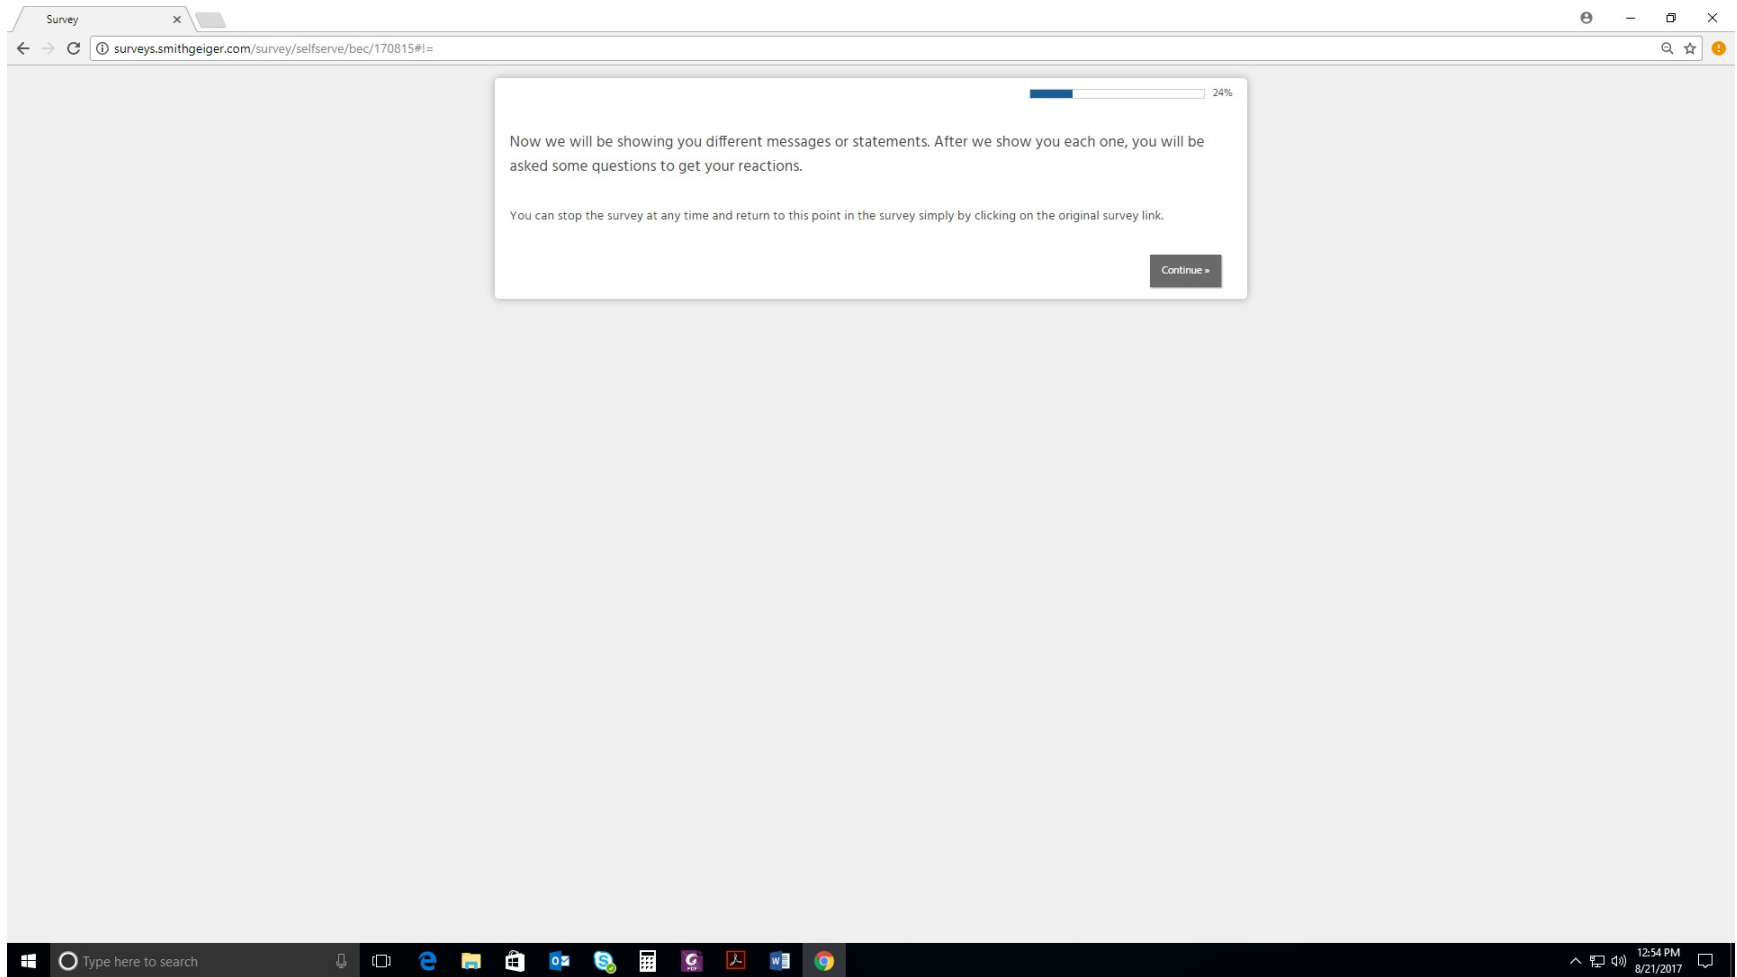 Survey
surveys.smithgeiger.com/survey/selfserve/bec/170815#!=
24%
Now we will be showing you different messages or statements. After we show you each one, you will be
asked some questions to get your reactions.
You can stop the survey at any time and return to this point in the survey simply by clicking on the original survey link.
Continue »
Type here to search
12:54 PM
8/21/2017